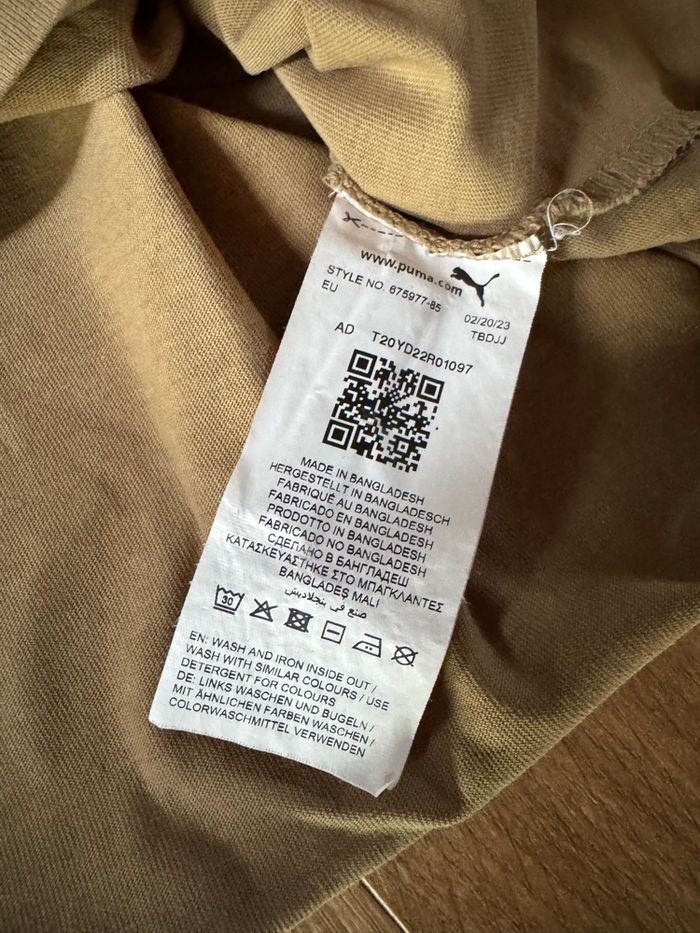 www.puma.com
STYLE NO. 675977-85
EU
02/20/23
TBDJJ
AD T20YD22R01097
MADE IN BANGLADESH
HERGESTELLT IN BANGLADESCH
FABRIQUÉ AU BANGLADESH
FABRICADO EN BANGLADESH
PRODOTTO IN BANGLADESH
FABRICADO NO BANGLADESH
СДЕЛАНО В БАНГЛАДЕШ
ΚΑΤΑΣΚΕΥΑΣΤΗΚΕ ΣΤΟ ΜΠΑΓΚΛΑΝΤΕΣ
BANGLADEŞ MALI
صنع في بنجلاديش
30
EN: WASH AND IRON INSIDE OUT /
WASH WITH SIMILAR COLOURS / USE
DETERGENT FOR COLOURS
DE: LINKS WASCHEN UND BÜGELN /
MIT ÄHNLICHEN FARBEN WASCHEN /
COLORWASCHMITTEL VERWENDEN